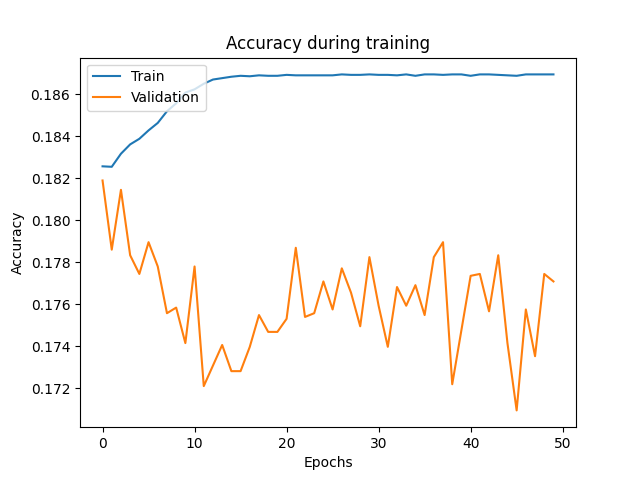 Accuracy during training
Train
Validation
0.186
0.184
0.182
0.180
0.178
0.176
0.174
0.172
Accuracy
0 10 20 30 40 50
Epochs